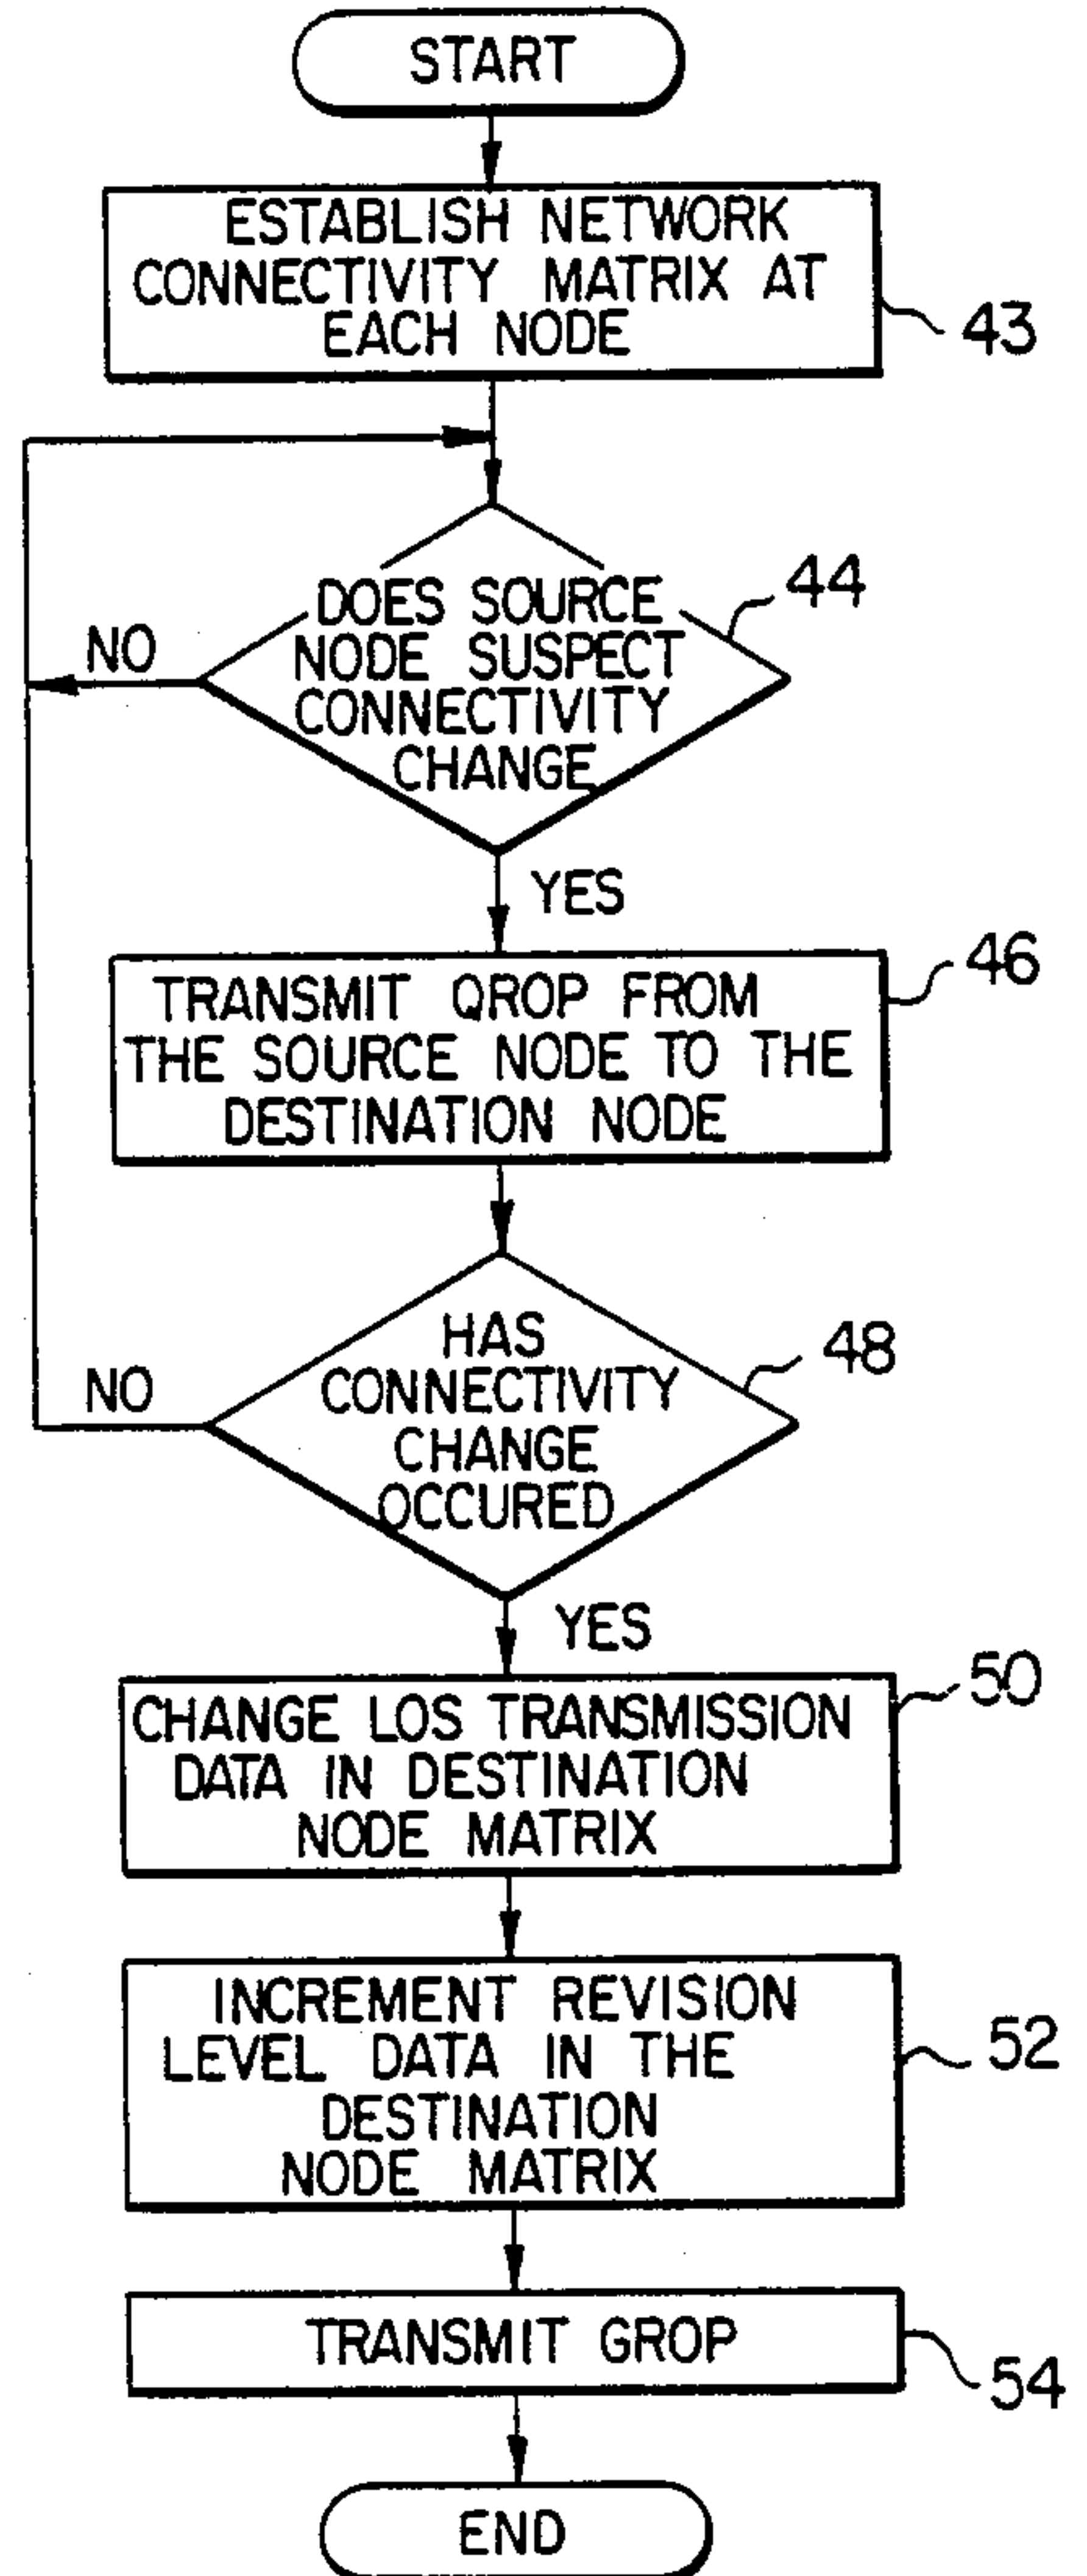 START
ESTABLISH NETWORK
CONNECTIVITY MATRIX AT
EACH NODE
43
DOES SOURCE
NODE SUSPECT
CONNECTIVITY
CHANGE
44
NO
YES
TRANSMIT QROP FROM
THE SOURCE NODE TO THE
DESTINATION NODE
46
HAS
CONNECTIVITY
CHANGE
OCCURED
48
NO
YES
CHANGE LOS TRANSMISSION
DATA IN DESTINATION
NODE MATRIX
50
INCREMENT REVISION
LEVEL DATA IN THE
DESTINATION
NODE MATRIX
52
TRANSMIT GROP
54
END